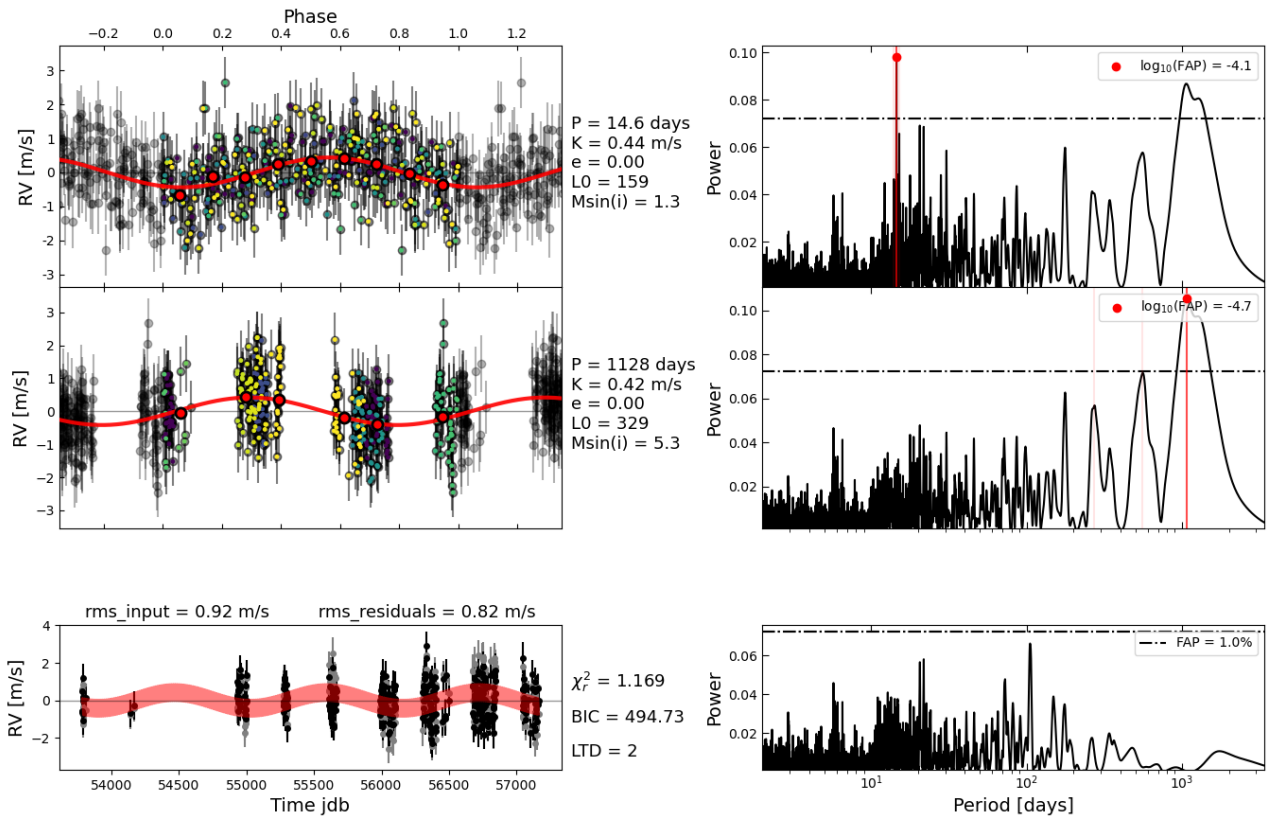 Phase
−0.2 0.0 0.2 0.4 0.6 0.8 1.0 1.2
RV [m/s]
3
2
1
0
−1
−2
−3
P = 14.6 days
K = 0.44 m/s
e = 0.00
L0 = 159
Msin(i) = 1.3
Power
0.10
0.08
0.06
0.04
0.02
log₁₀(FAP) = -4.1
RV [m/s]
3
2
1
0
−1
−2
−3
P = 1128 days
K = 0.42 m/s
e = 0.00
L0 = 329
Msin(i) = 5.3
Power
0.10
0.08
0.06
0.04
0.02
log₁₀(FAP) = -4.7
rms_input = 0.92 m/s rms_residuals = 0.82 m/s
RV [m/s]
4
2
0
−2
54000 54500 55000 55500 56000 56500 57000
Time jdb
χ²ᵣ = 1.169
BIC = 494.73
LTD = 2
Power
0.06
0.04
0.02
FAP = 1.0%
10¹ 10² 10³
Period [days]